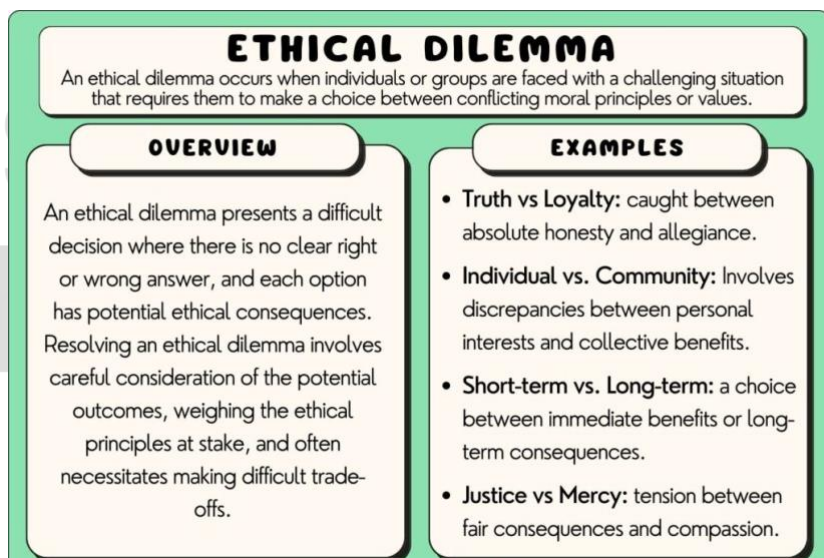 ETHICAL DILEMMA
An ethical dilemma occurs when individuals or groups are faced with a challenging situation
that requires them to make a choice between conflicting moral principles or values.
OVERVIEW
An ethical dilemma presents a difficult
decision where there is no clear right
or wrong answer, and each option
has potential ethical consequences.
Resolving an ethical dilemma involves
careful consideration of the potential
outcomes, weighing the ethical
principles at stake, and often
necessitates making difficult trade-
offs.
EXAMPLES
• Truth vs Loyalty: caught between
absolute honesty and allegiance.
• Individual vs. Community: Involves
discrepancies between personal
interests and collective benefits.
• Short-term vs. Long-term: a choice
between immediate benefits or long-
term consequences.
• Justice vs Mercy: tension between
fair consequences and compassion.